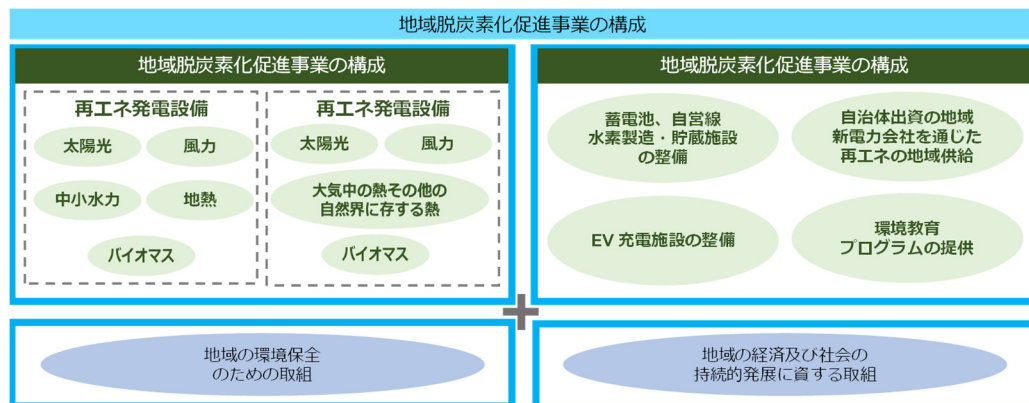 地域脱炭素化促進事業の構成
地域脱炭素化促進事業の構成
再エネ発電設備
太陽光
風力
中小水力
地熱
バイオマス
再エネ発電設備
太陽光
風力
大気中の熱その他の
自然界に存する熱
バイオマス
地域脱炭素化促進事業の構成
蓄電池、自営線
水素製造・貯蔵施設
の整備
自治体出資の地域
新電力会社を通じた
再エネの地域供給
EV 充電施設の整備
環境教育
プログラムの提供
地域の環境保全
のための取組
地域の経済及び社会の
持続的発展に資する取組